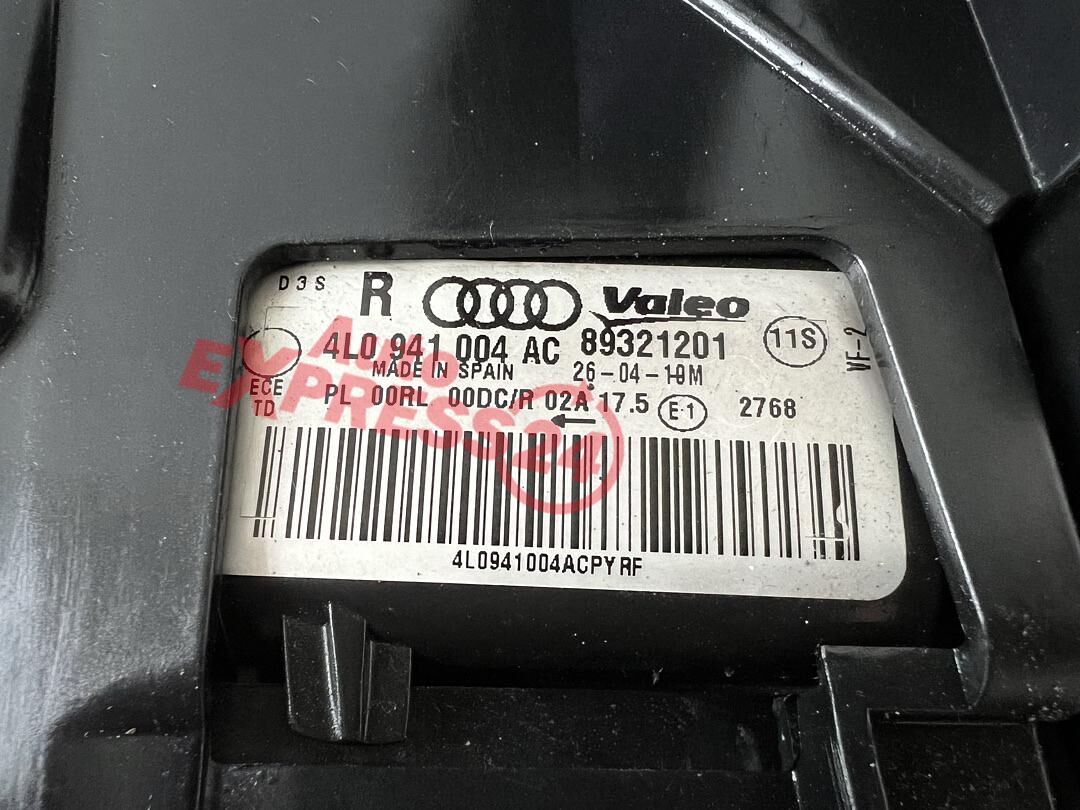 D3S R Valeo
4L0 941 004 AC 89321201 11S
MADE IN SPAIN 26-04-10M
VF-2
ECE PL 00RL 00DC/R 02A 17.5 E1 2768
TD
4L0941004ACPYRF
AUTO
EXPRESS24